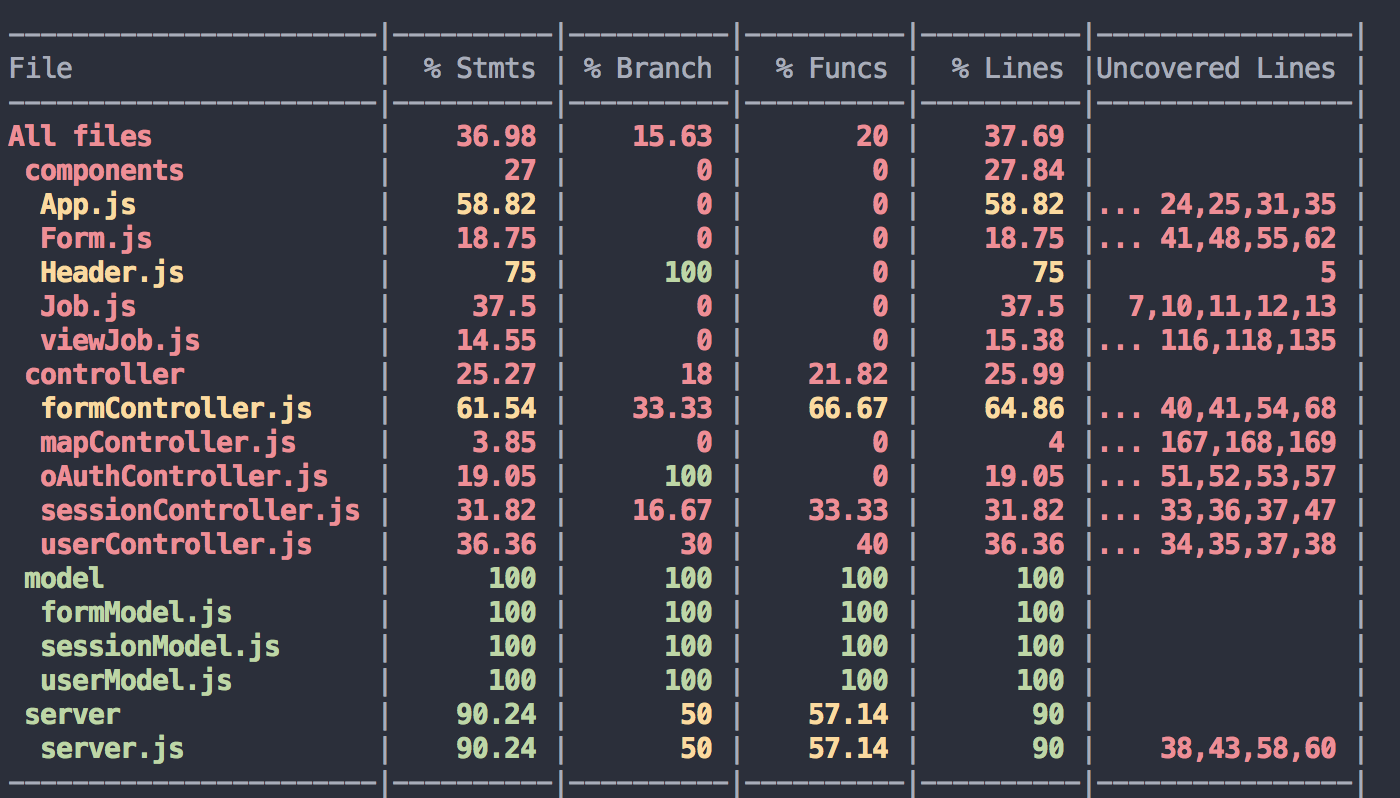 File | % Stmts | % Branch | % Funcs | % Lines |Uncovered Lines |
All files | 36.98 | 15.63 | 20 | 37.69 | |
components | 27 | 0 | 0 | 27.84 | |
App.js | 58.82 | 0 | 0 | 58.82 |... 24,25,31,35 |
Form.js | 18.75 | 0 | 0 | 18.75 |... 41,48,55,62 |
Header.js | 75 | 100 | 0 | 75 | 5 |
Job.js | 37.5 | 0 | 0 | 37.5 | 7,10,11,12,13 |
viewJob.js | 14.55 | 0 | 0 | 15.38 |... 116,118,135 |
controller | 25.27 | 18 | 21.82 | 25.99 | |
formController.js | 61.54 | 33.33 | 66.67 | 64.86 |... 40,41,54,68 |
mapController.js | 3.85 | 0 | 0 | 4 |... 167,168,169 |
oAuthController.js | 19.05 | 100 | 0 | 19.05 |... 51,52,53,57 |
sessionController.js | 31.82 | 16.67 | 33.33 | 31.82 |... 33,36,37,47 |
userController.js | 36.36 | 30 | 40 | 36.36 |... 34,35,37,38 |
model | 100 | 100 | 100 | 100 | |
formModel.js | 100 | 100 | 100 | 100 | |
sessionModel.js | 100 | 100 | 100 | 100 | |
userModel.js | 100 | 100 | 100 | 100 | |
server | 90.24 | 50 | 57.14 | 90 | |
server.js | 90.24 | 50 | 57.14 | 90 | 38,43,58,60 |